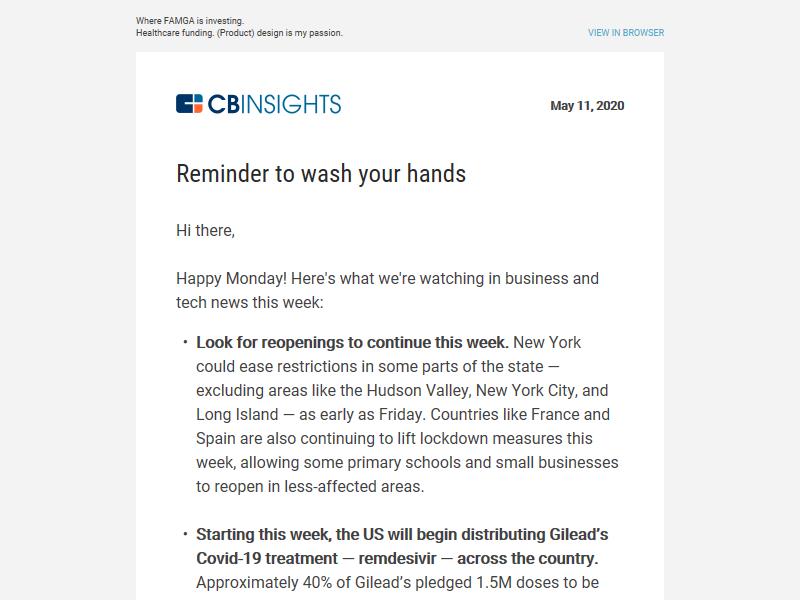 Where FAMGA is investing.
Healthcare funding. (Product) design is my passion.
VIEW IN BROWSER
CBINSIGHTS
May 11, 2020
Reminder to wash your hands
Hi there,
Happy Monday! Here's what we're watching in business and
tech news this week:
• Look for reopenings to continue this week. New York
could ease restrictions in some parts of the state —
excluding areas like the Hudson Valley, New York City, and
Long Island — as early as Friday. Countries like France and
Spain are also continuing to lift lockdown measures this
week, allowing some primary schools and small businesses
to reopen in less-affected areas.
• Starting this week, the US will begin distributing Gilead’s
Covid-19 treatment — remdesivir — across the country.
Approximately 40% of Gilead’s pledged 1.5M doses to be